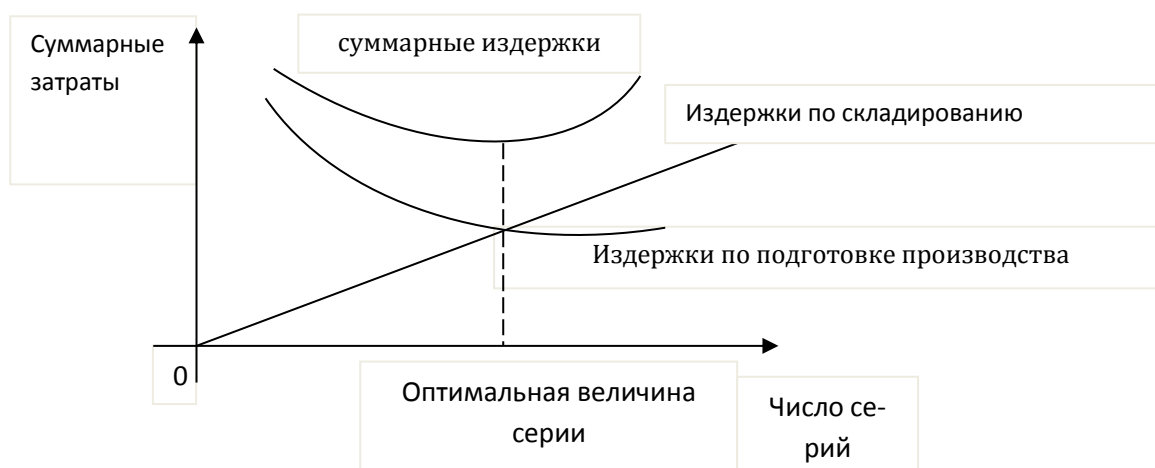 Суммарные
затраты
суммарные издержки
Издержки по складированию
Издержки по подготовке производства
0
Оптимальная величина
серии
Число се-
рий